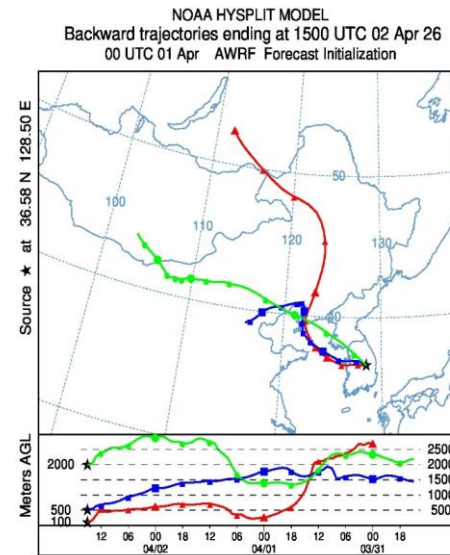 NOAA HYSPLIT MODEL
Backward trajectories ending at 1500 UTC 02 Apr 26
00 UTC 01 Apr AWRF Forecast Initialization
Source ★ at 36.58 N 128.50 E
100
110
120
130
50
40
Meters AGL
2000
500
100
2500
2000
1500
1000
500
12 06 00 18 12 06 00 18 12 06 00 18
04/02 04/01 03/31